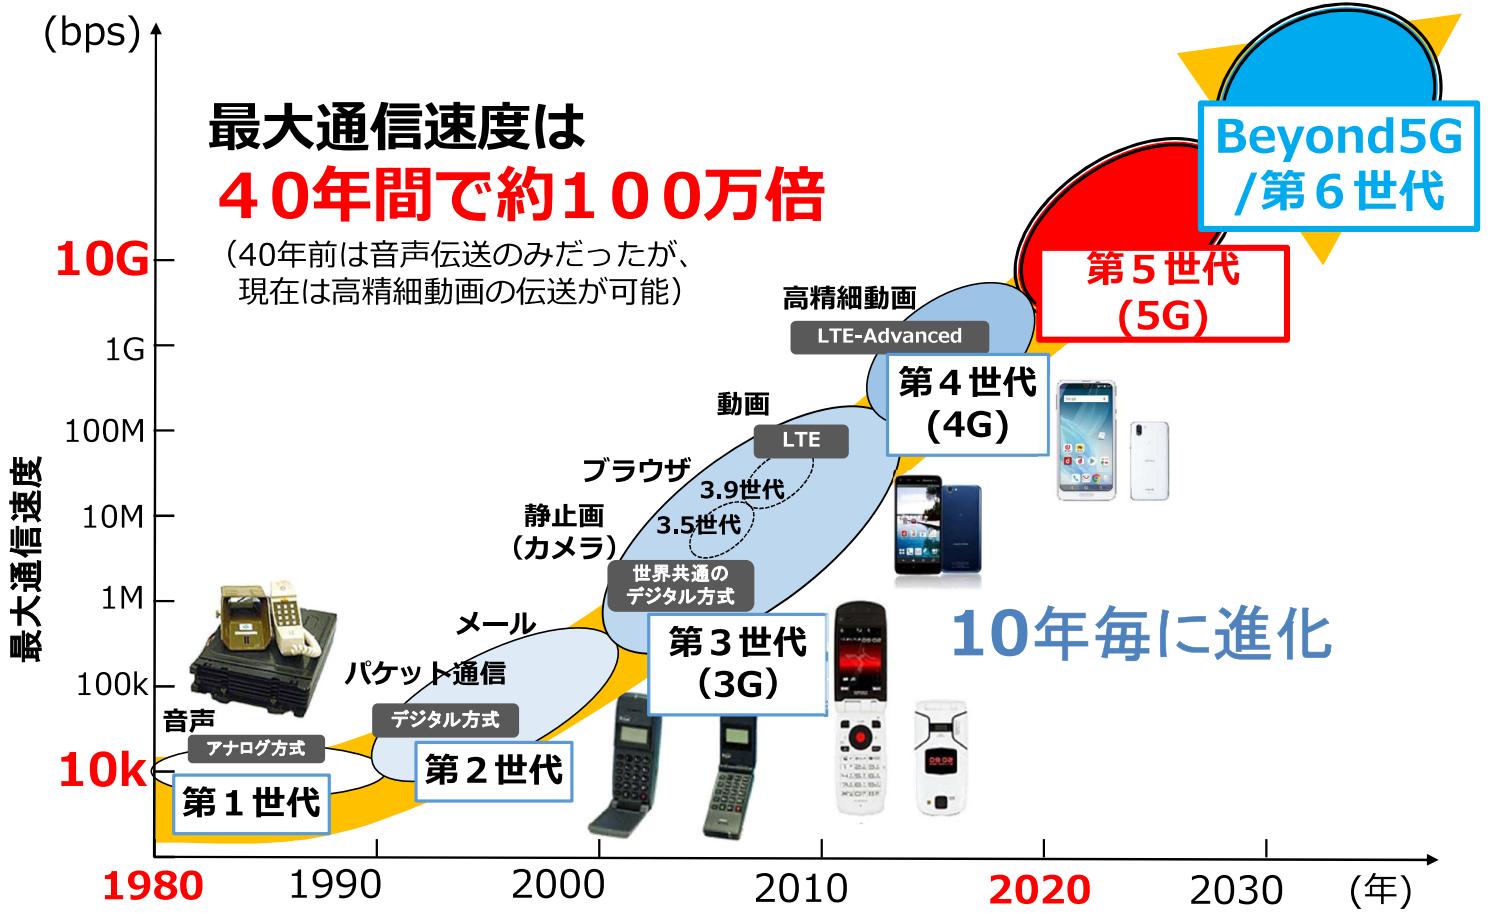 (bps)
最大通信速度は
４０年間で約１００万倍
（40年前は音声伝送のみだったが、
現在は高精細動画の伝送が可能）
Beyond5G
/第６世代
10G
1G
100M
10M
1M
100k
10k
最大通信速度
第５世代
(5G)
高精細動画
LTE-Advanced
第４世代
(4G)
動画
LTE
ブラウザ
3.9世代
静止画
（カメラ）
3.5世代
世界共通の
デジタル方式
第３世代
(3G)
メール
パケット通信
デジタル方式
第２世代
音声
アナログ方式
第１世代
10年毎に進化
1980
1990
2000
2010
2020
2030
(年)